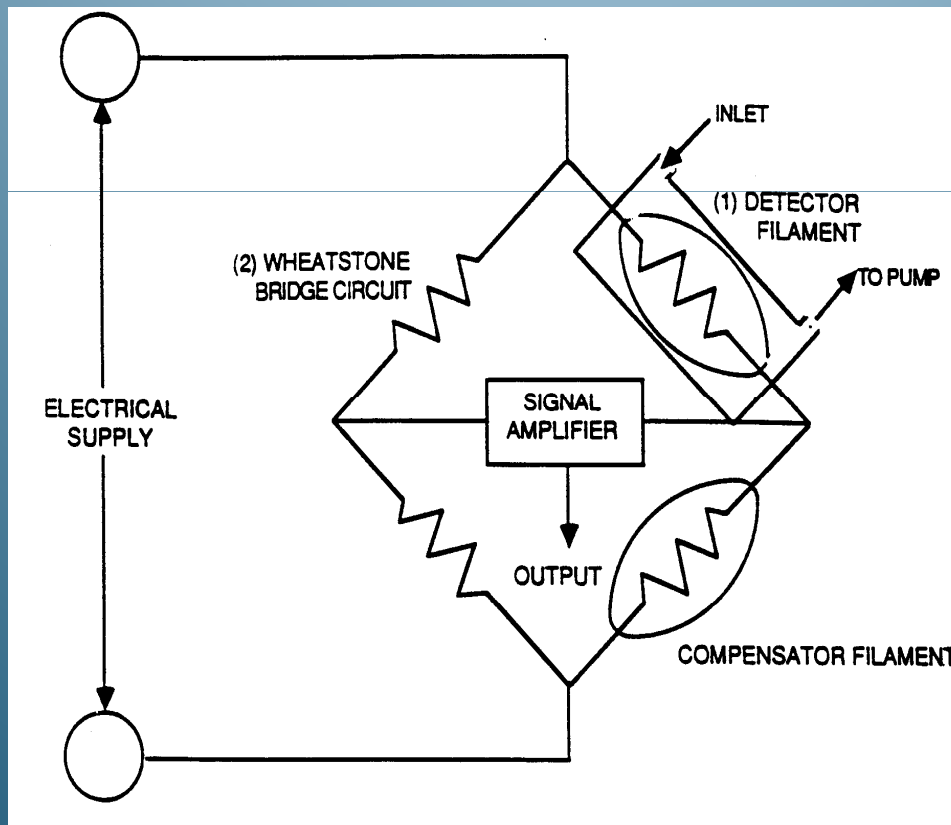 INLET
(1) DETECTOR
FILAMENT
TO PUMP
(2) WHEATSTONE
BRIDGE CIRCUIT
ELECTRICAL
SUPPLY
SIGNAL
AMPLIFIER
OUTPUT
COMPENSATOR FILAMENT